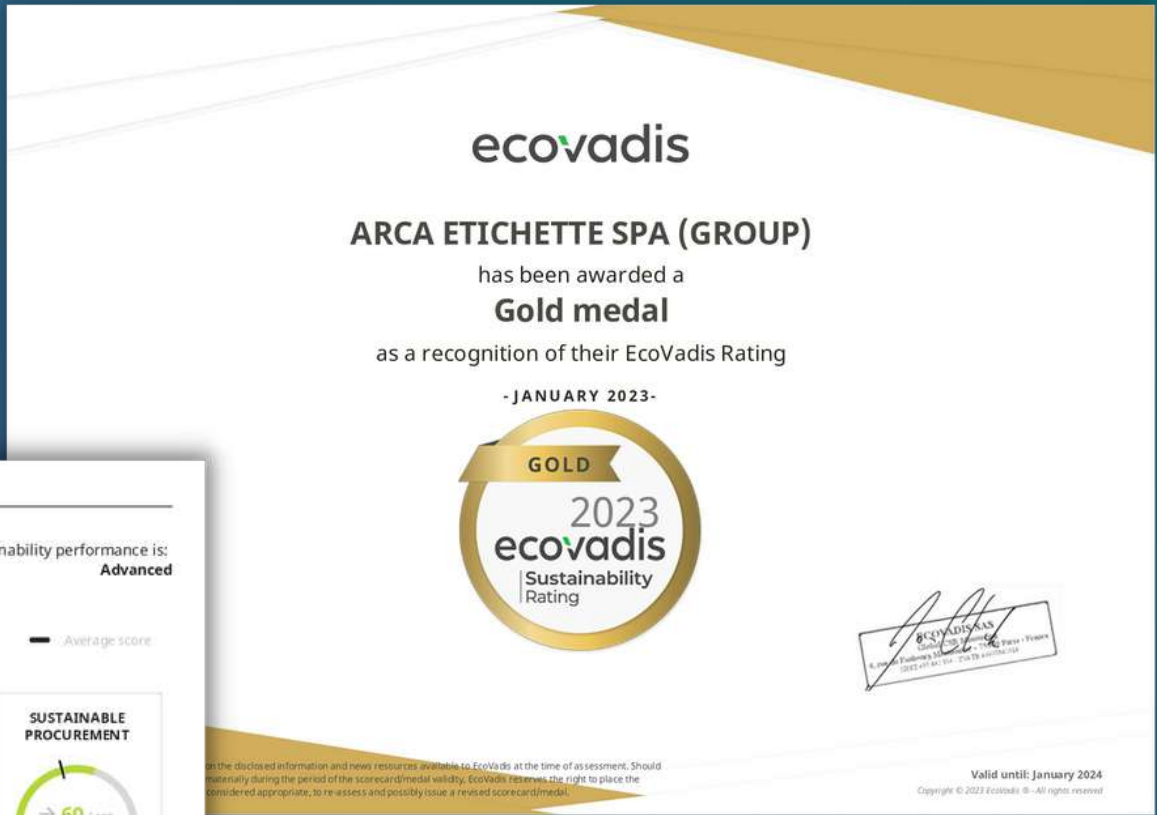 ecovadis
ARCA ETICHETTE SPA (GROUP)
has been awarded a
Gold medal
as a recognition of their EcoVadis Rating
- JANUARY 2023-
GOLD
2023
ecovadis
Sustainability
Rating
ECOVADIS SAS
nability performance is:
Advanced
Average score
SUSTAINABLE
PROCUREMENT
60
on the disclosed information and news resources available to EcoVadis at the time of assessment. Should
materially during the period of the scorecard/medal validity, EcoVadis reserves the right to place the
considered appropriate, to re-assess and possibly issue a revised scorecard/medal.
Valid until: January 2024
Copyright © 2023 EcoVadis ® - All rights reserved